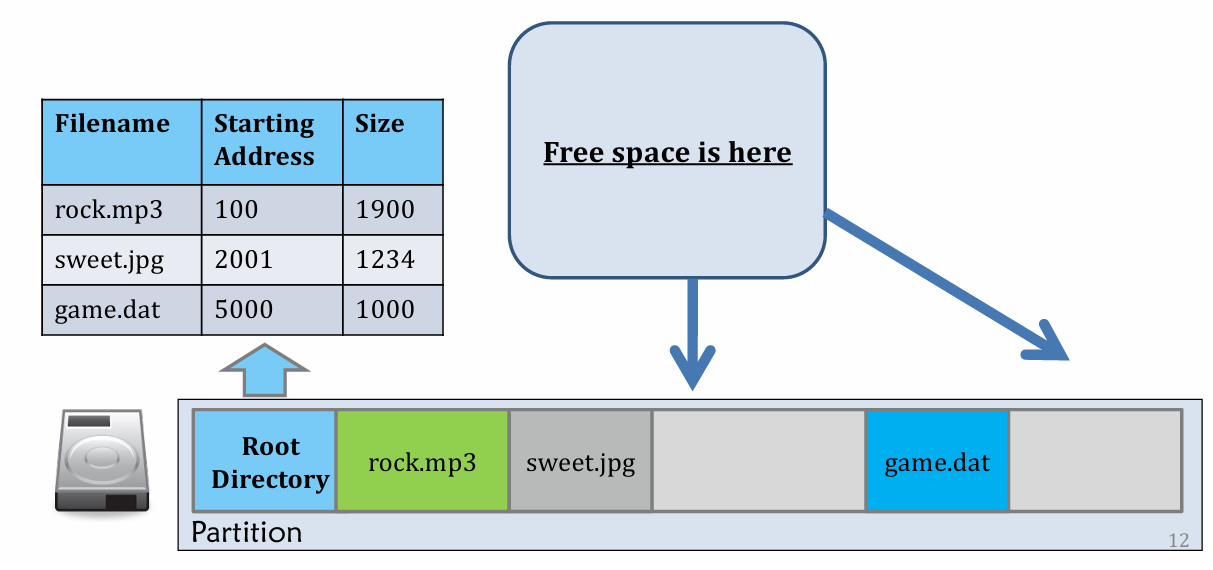 Free space is here
Filename Starting Address Size
rock.mp3 100 1900
sweet.jpg 2001 1234
game.dat 5000 1000
Root Directory rock.mp3 sweet.jpg game.dat
Partition
12